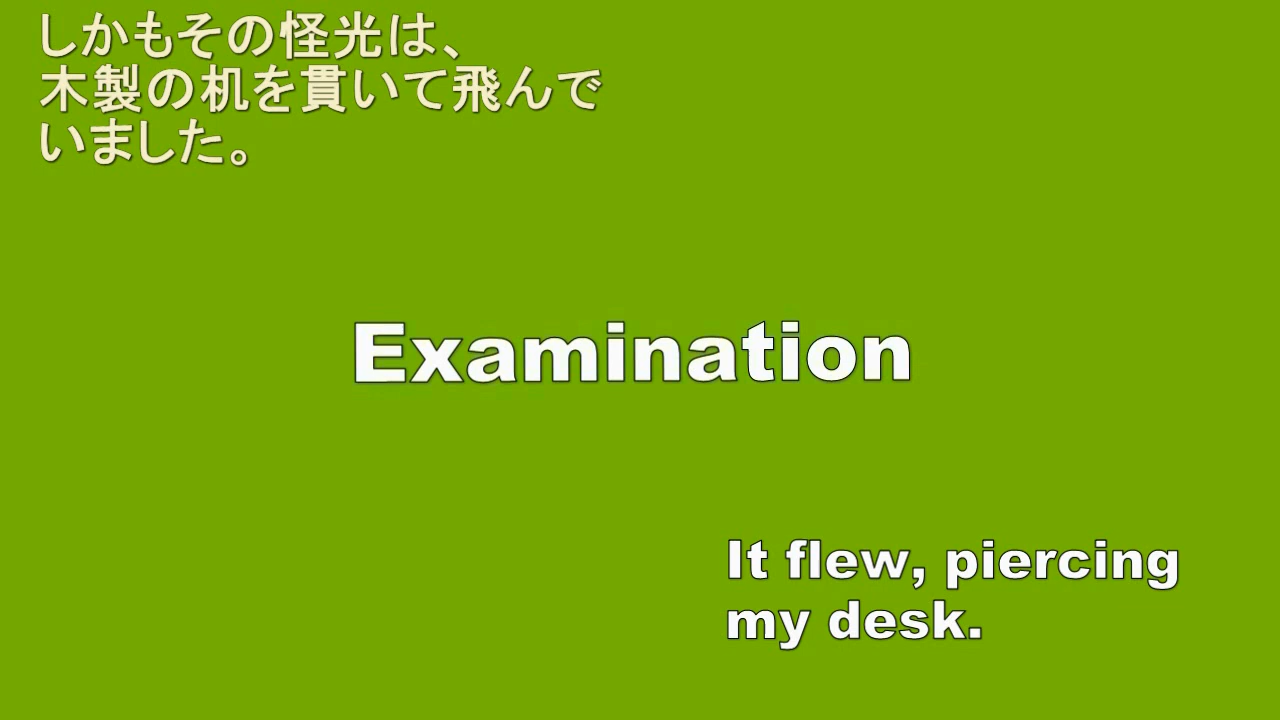 しかもその怪光は、
木製の机を貫いて飛んで
いました。
Examination
It flew, piercing
my desk.